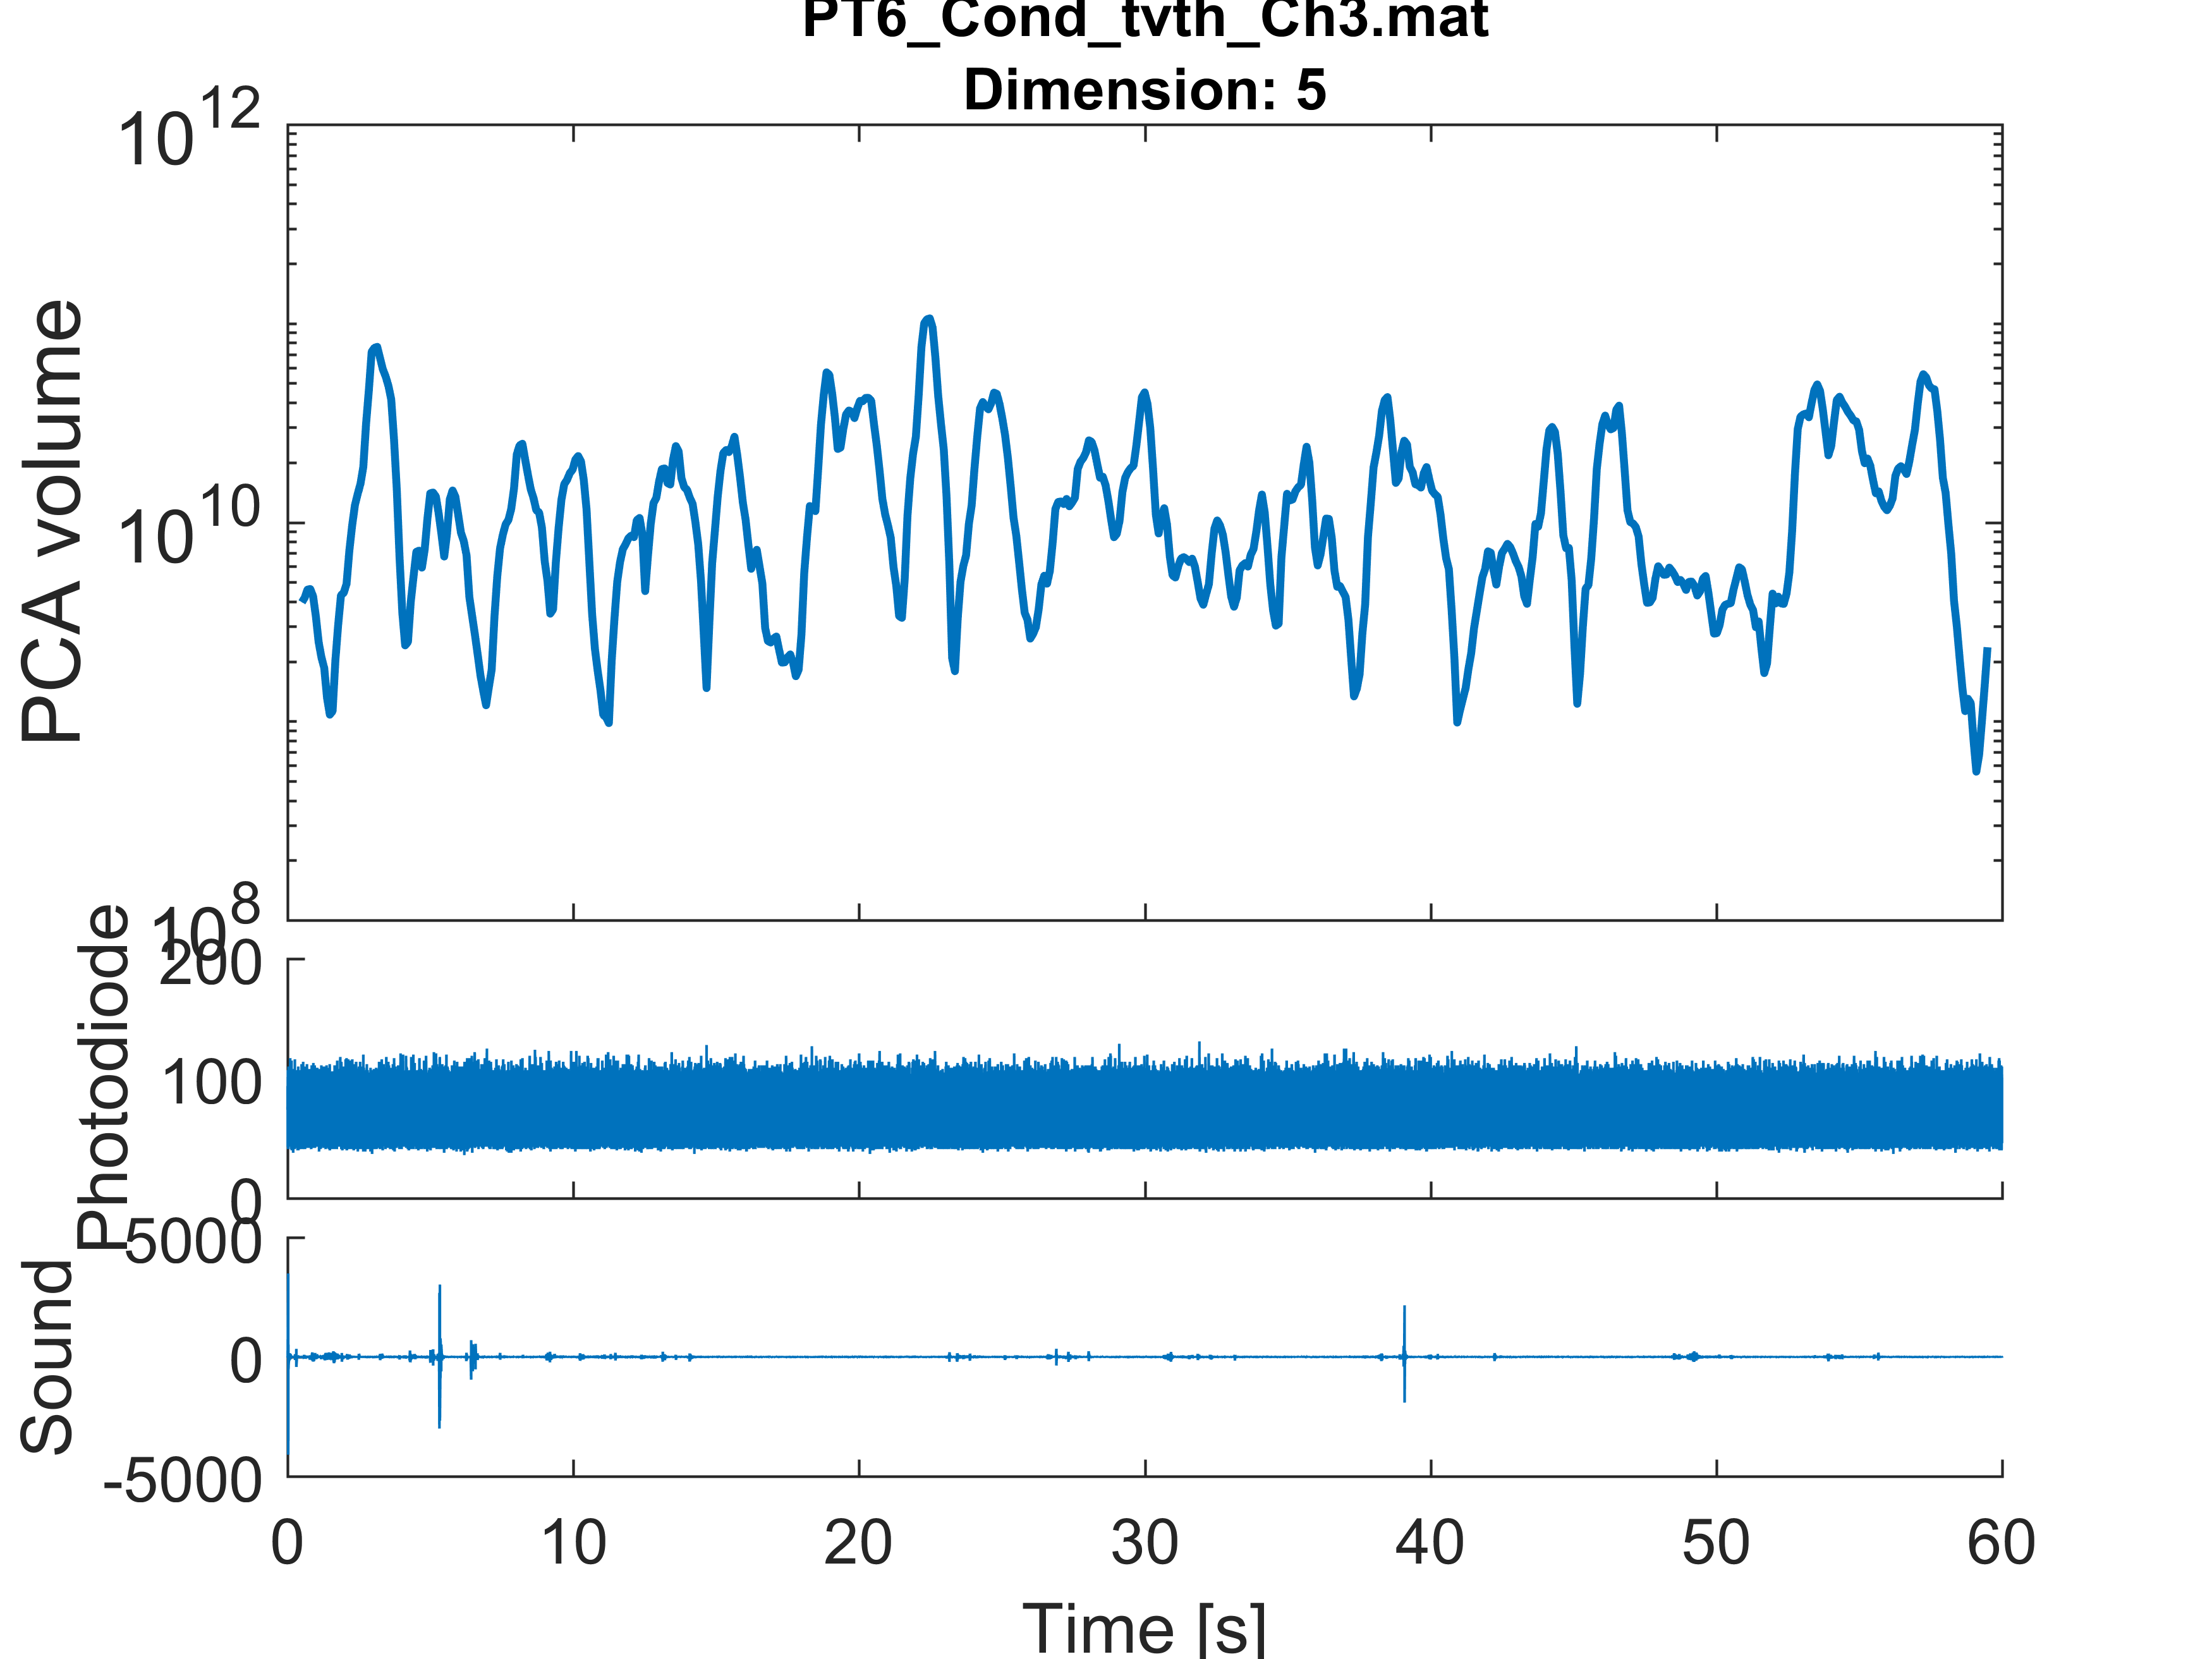 PT6_Cond_tvth_Ch3.mat
Dimension: 5
PCA volume
10^12
10^10
10^8
Photodiode
200
100
0
Sound
5000
0
-5000
0 10 20 30 40 50 60
Time [s]